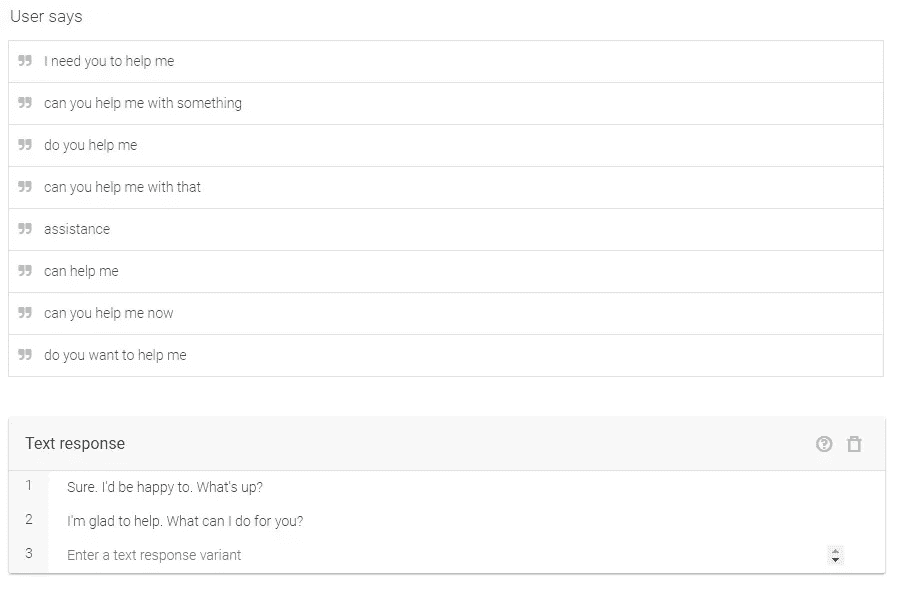 User says
I need you to help me
can you help me with something
do you help me
can you help me with that
assistance
can help me
can you help me now
do you want to help me
Text response
1 Sure. I'd be happy to. What's up?
2 I'm glad to help. What can I do for you?
3 Enter a text response variant